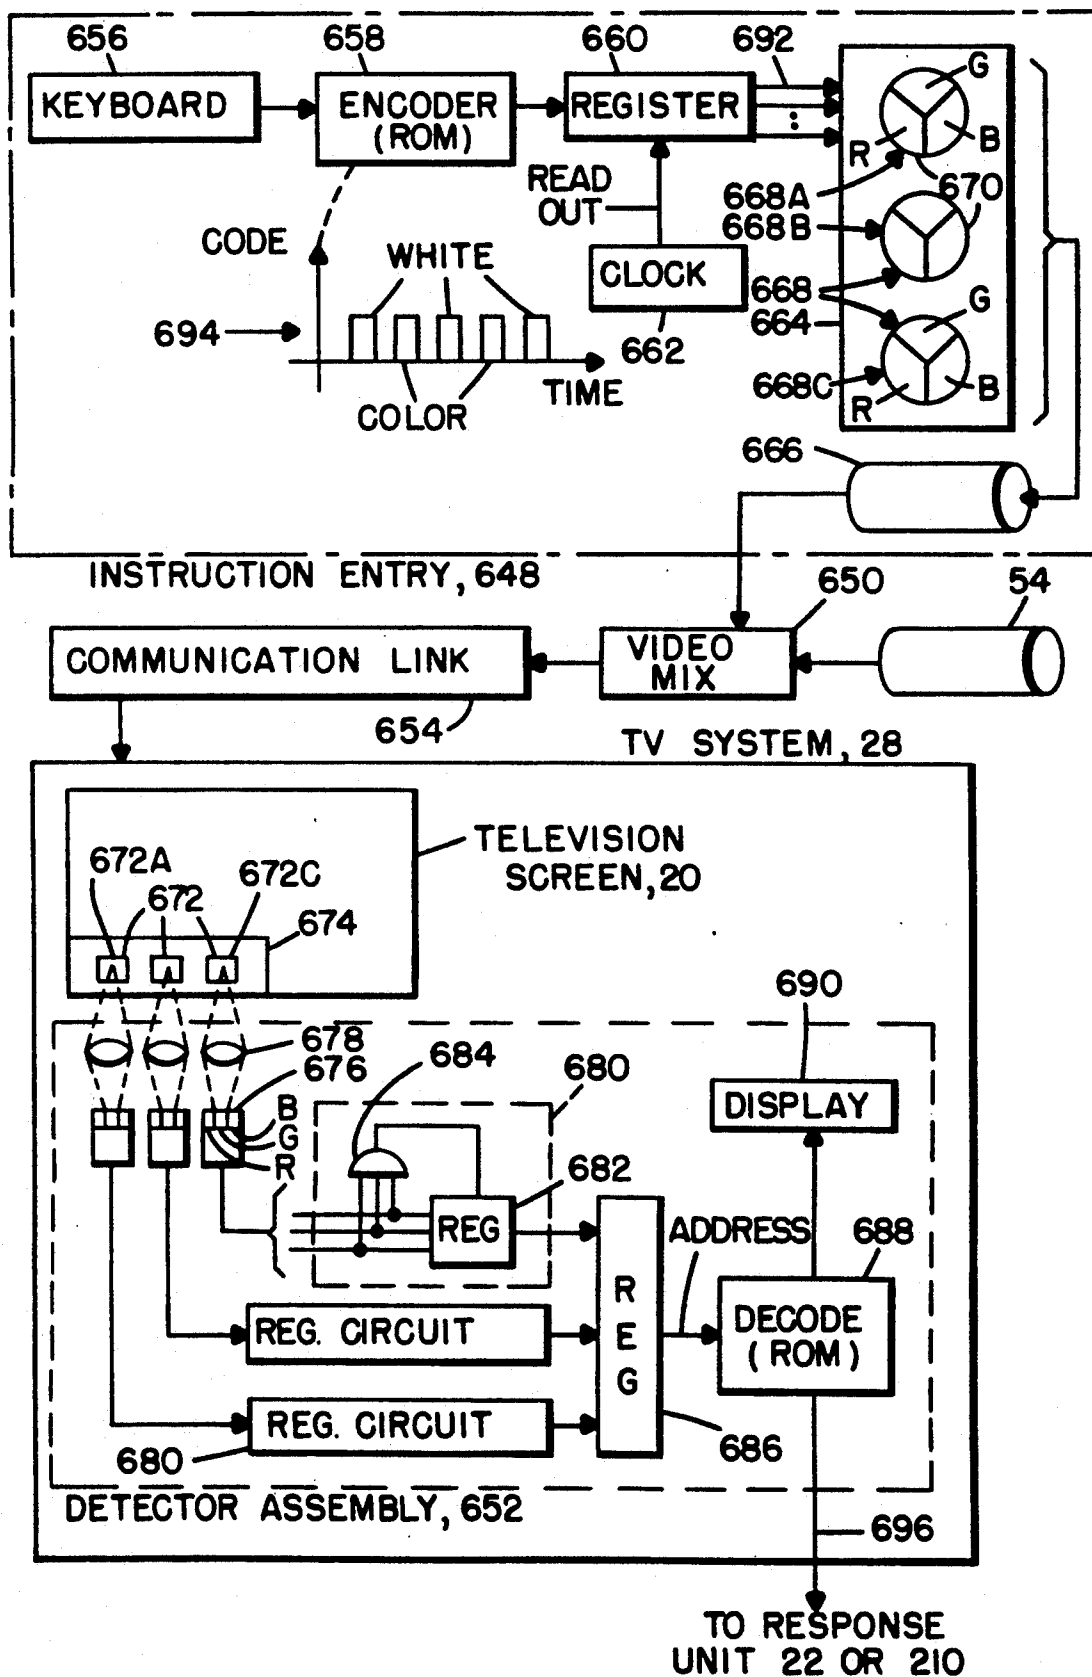 656
658
660
692
KEYBOARD
ENCODER
(ROM)
REGISTER
G
R
B
READ
OUT
668A
670
668B
CODE
WHITE
CLOCK
668
G
694
664
662
TIME
668C
R
B
COLOR
666
INSTRUCTION ENTRY, 648
650
54
COMMUNICATION LINK
VIDEO
MIX
654
TV SYSTEM, 28
TELEVISION
SCREEN, 20
672A
672
672C
674
690
678
684
676
680
DISPLAY
B
G
R
682
REG
ADDRESS
688
R
E
G
DECODE
(ROM)
REG. CIRCUIT
REG. CIRCUIT
680
686
DETECTOR ASSEMBLY, 652
696
TO RESPONSE
UNIT 22 OR 210